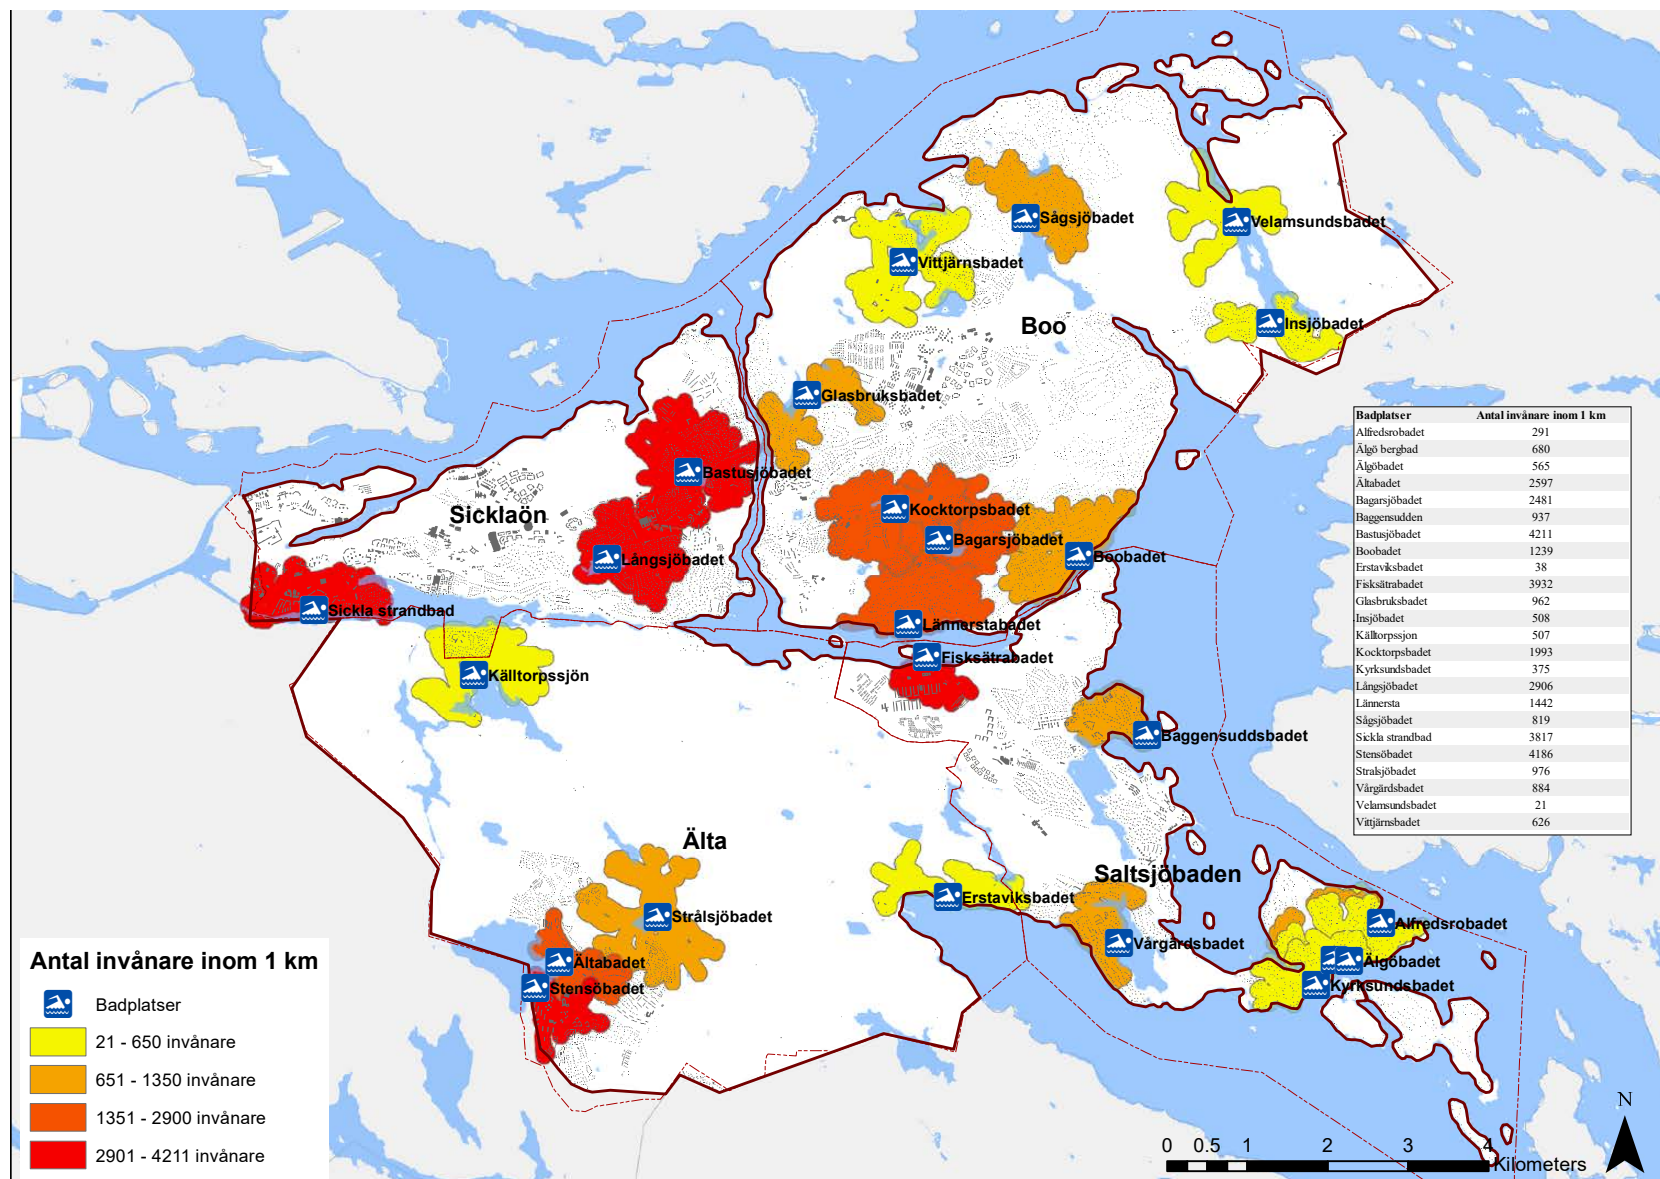 Sågsjöbadet
Velamsundsbadet
Vittjärnsbadet
Insjöbadet
Boo
Glasbruksbadet
Bastusjöbadet
Sicklaön
Kocktorpsbadet
Bagarsjöbadet
Långsjöbadet
Boobadet
Sickla strandbad
Lännerstabadet
Fisksätrabadet
Källtorpssjön
Baggensuddsbadet
Älta
Saltsjöbaden
Erstaviksbadet
Strålsjöbadet
Vårgårdsbadet
Alfredsrobadet
Ältabadet
Älgöbadet
Stensöbadet
Kyrksundsbadet
Badplatser Antal invånare inom 1 km
Alfredsrobadet 291
Älgö bergbad 680
Älgöbadet 565
Ältabadet 2597
Bagarsjöbadet 2481
Baggensudden 937
Bastusjöbadet 4211
Boobadet 1239
Erstaviksbadet 38
Fisksätrabadet 3932
Glasbruksbadet 962
Insjöbadet 508
Källtorpssjon 507
Kocktorpsbadet 1993
Kyrksundsbadet 375
Långsjöbadet 2906
Lännersta 1442
Sågsjöbadet 819
Sickla strandbad 3817
Stensöbadet 4186
Stralsjöbadet 976
Vårgårdsbadet 884
Velamsundsbadet 21
Vittjärnsbadet 626
Antal invånare inom 1 km
Badplatser
21 - 650 invånare
651 - 1350 invånare
1351 - 2900 invånare
2901 - 4211 invånare
N
0 0.5 1 2 3 4
Kilometers